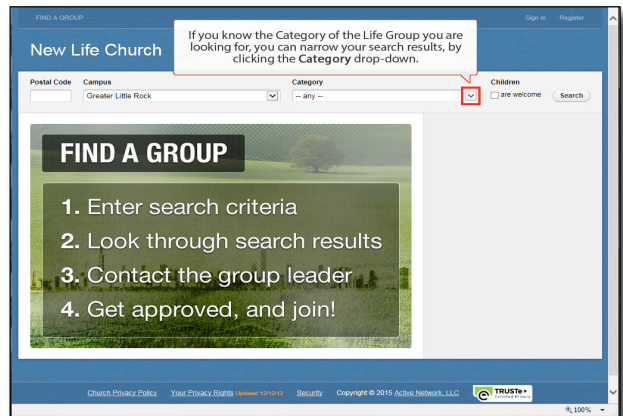 FIND A GROUP
Sign In Register
New Life Church
If you know the Category of the Life Group you are
looking for, you can narrow your search results, by
clicking the Category drop-down.
Postal Code Campus Category Children
Greater Little Rock -- any -- are welcome Search
FIND A GROUP
1. Enter search criteria
2. Look through search results
3. Contact the group leader
4. Get approved, and join!
Church Privacy Policy Your Privacy Rights Updated 12/12/13 Security Copyright © 2015 Active Network, LLC TRUSTe
Certified Privacy
100%